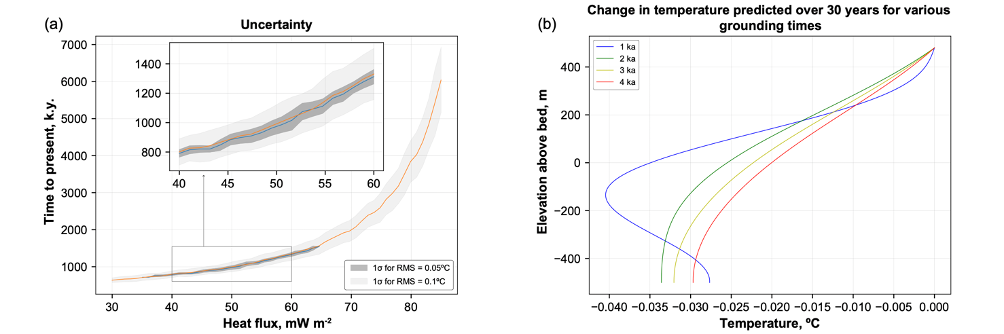 (a)
Uncertainty
7000
6000
5000
4000
3000
2000
1000
Time to present, k.y.
1400
1200
1000
800
40 45 50 55 60
1σ for RMS = 0.05ºC
1σ for RMS = 0.1ºC
30 40 50 60 70 80
Heat flux, mW m⁻²
(b)
Change in temperature predicted over 30 years for various
grounding times
1 ka
2 ka
3 ka
4 ka
400
200
0
−200
−400
Elevation above bed, m
−0.040 −0.035 −0.030 −0.025 −0.020 −0.015 −0.010 −0.005 0.000
Temperature, ºC